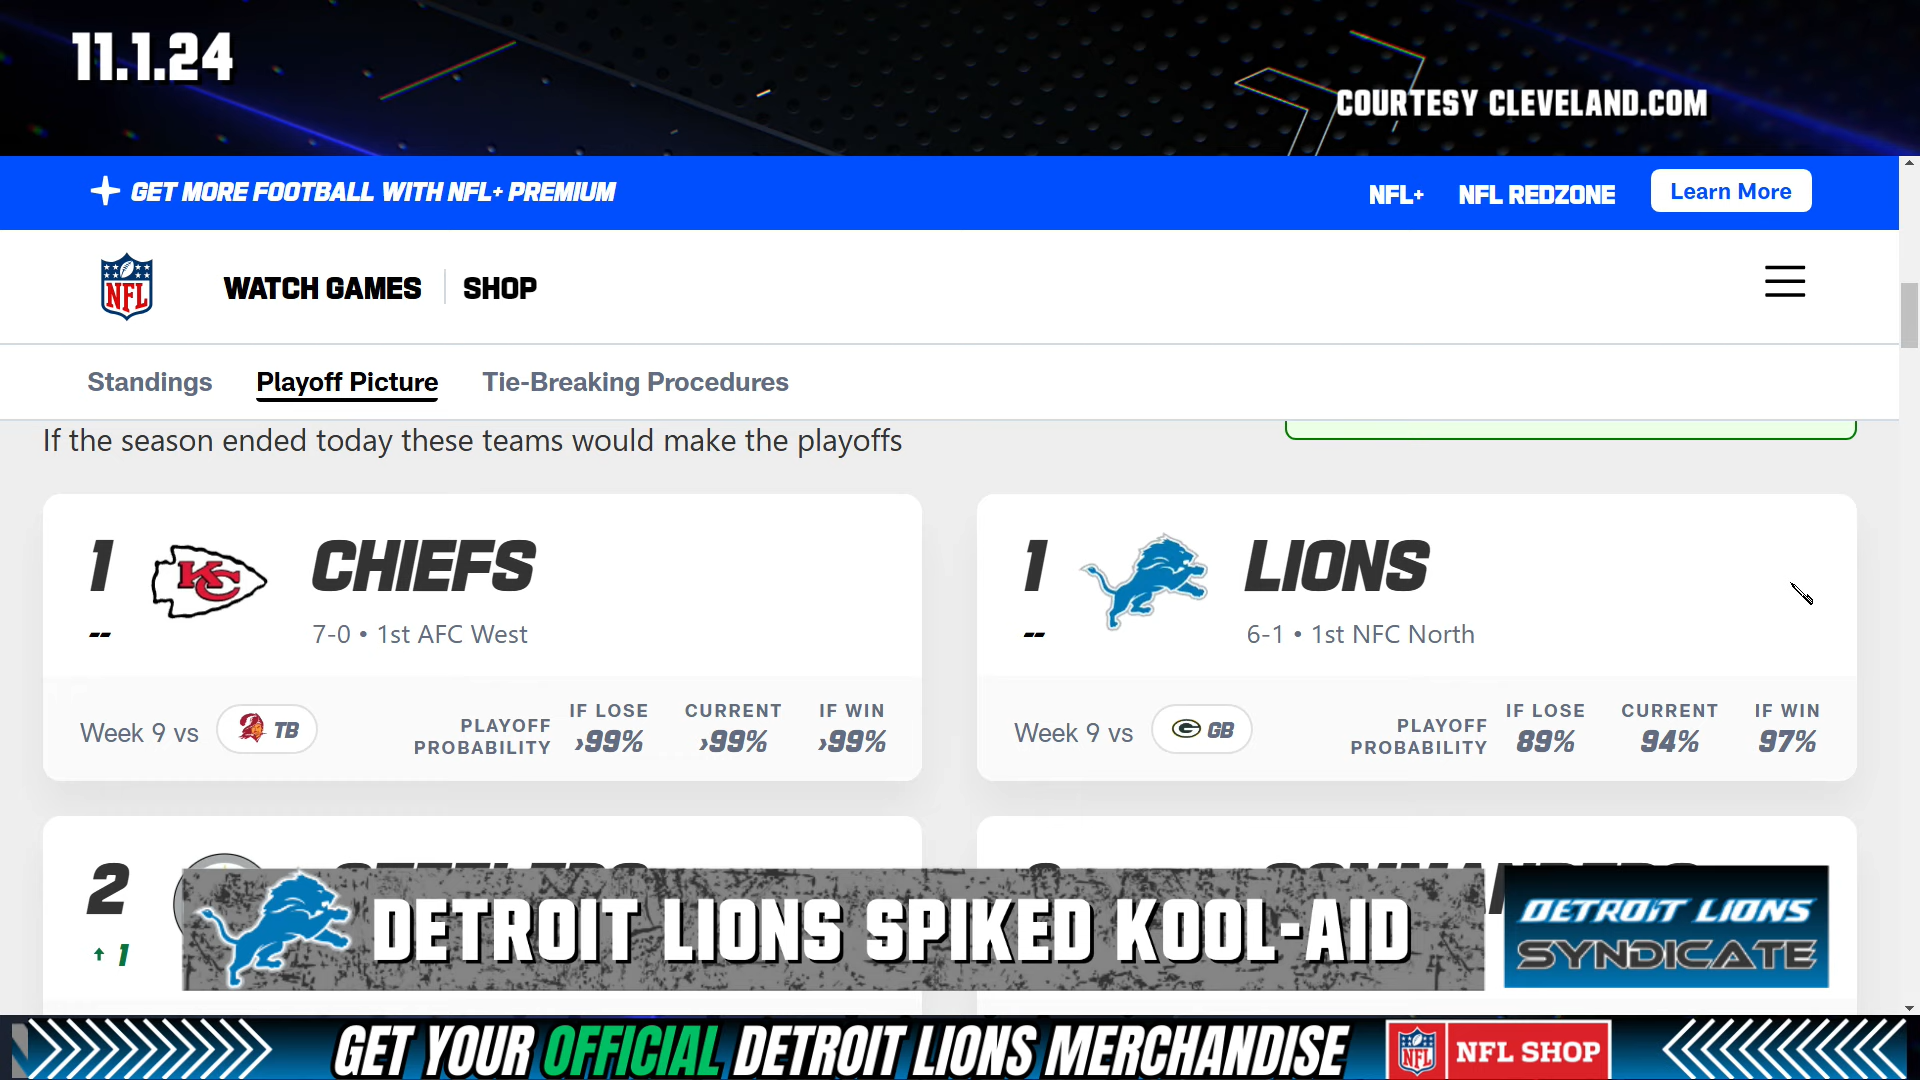 11.1.24
COURTESY CLEVELAND.COM
GET MORE FOOTBALL WITH NFL+ PREMIUM
NFL+ NFL REDZONE Learn More
NFL WATCH GAMES SHOP
Standings Playoff Picture Tie-Breaking Procedures
If the season ended today these teams would make the playoffs
1 KC CHIEFS
--
7-0 • 1st AFC West
Week 9 vs TB
PLAYOFF PROBABILITY
IF LOSE CURRENT IF WIN
›99% ›99% ›99%
1 LIONS
--
6-1 • 1st NFC North
Week 9 vs G GB
PLAYOFF PROBABILITY
IF LOSE CURRENT IF WIN
89% 94% 97%
2
1
DETROIT LIONS SPIKED KOOL-AID
DETROIT LIONS
SYNDICATE
GET YOUR OFFICIAL DETROIT LIONS MERCHANDISE NFL NFL SHOP